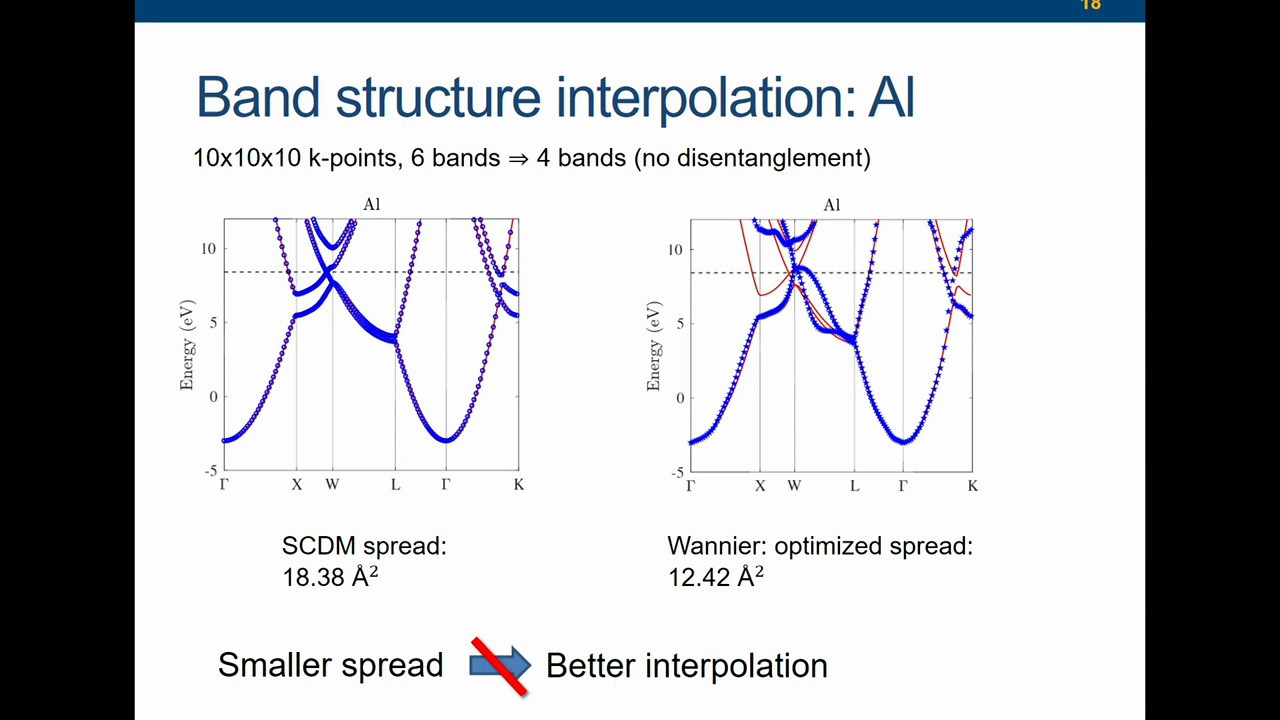 18
Band structure interpolation: Al
10x10x10 k-points, 6 bands ⇒ 4 bands (no disentanglement)
Al
Energy (eV)
10
5
0
-5
Γ X W L Γ K
Al
Energy (eV)
10
5
0
-5
Γ X W L Γ K
SCDM spread:
18.38 Å²
Wannier: optimized spread:
12.42 Å²
Smaller spread Better interpolation